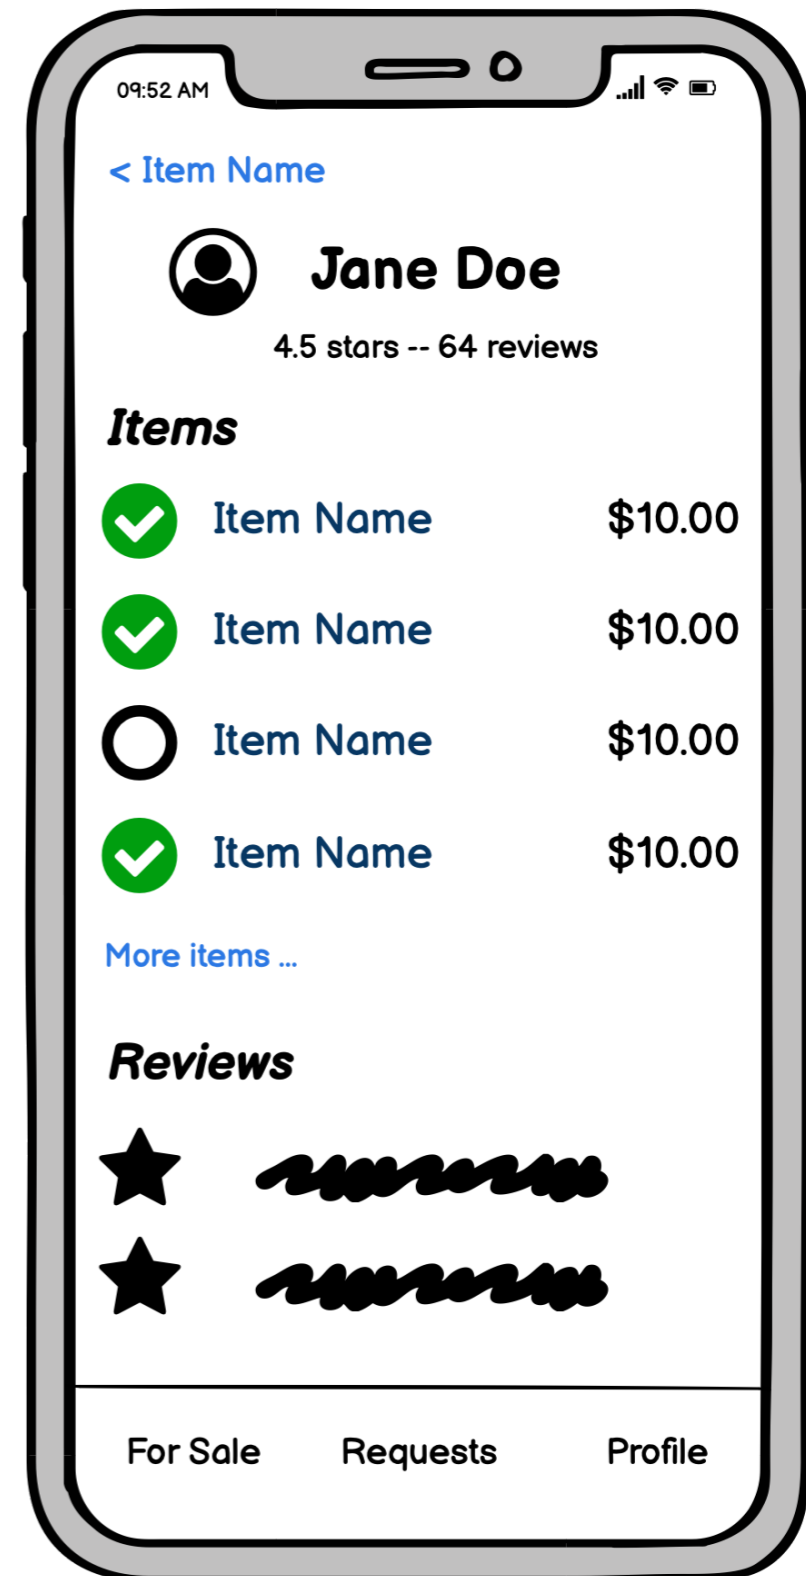 09:52 AM
< Item Name
Jane Doe
4.5 stars -- 64 reviews
Items
Item Name $10.00
Item Name $10.00
Item Name $10.00
Item Name $10.00
More items ...
Reviews
For Sale Requests Profile